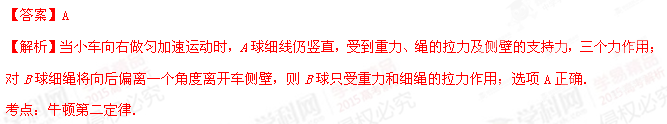 【答案】A
【解析】当小车向右做匀加速运动时，A球细线仍竖直，受到重力、绳的拉力及侧壁的支持力，三个力作用；
对B球细绳将向后偏离一个角度离开车侧壁，则B球只受重力和细绳的拉力作用；选项A正确．
考点：牛顿第二定律．